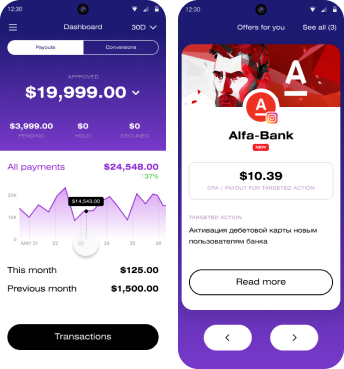 12:30
Dashboard
30D
Payouts
Conversions
APPROVED
$19,999.00
$3,999.00
PENDING
$0
HOLD
$0
DECLINED
All payments
$24,548.00
↑37%
20K
$14,543.00
10K
0
MAY 21
22
23
24
25
26
This month
$125.00
Previous month
$1,500.00
Transactions
12:30
Offers for you
See all (3)
A
A
Alfa-Bank
NEW
$10.39
CPA | PAYOUT FOR TARGETED ACTION
TARGETED ACTION
Активация дебетовой карты новым
пользователям банка
Read more